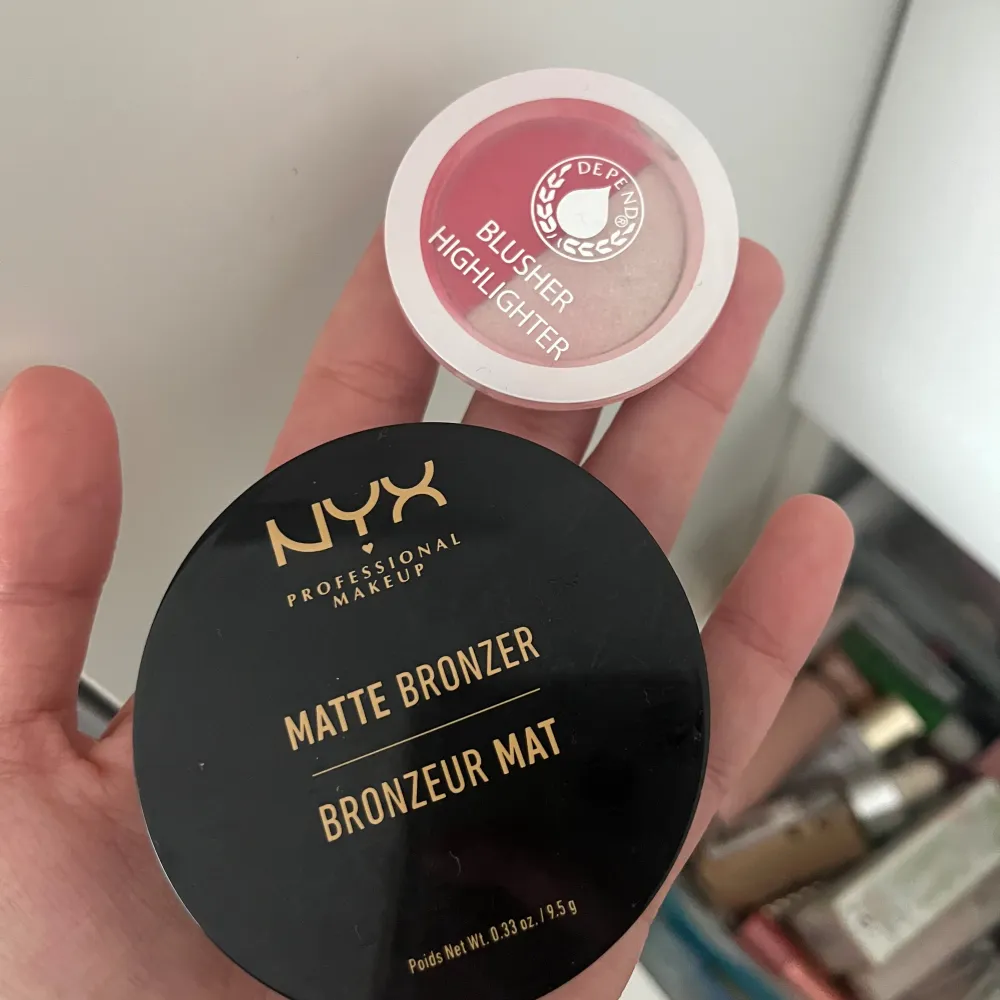 DEPEND®
BLUSHER
HIGHLIGHTER
NYX
PROFESSIONAL
MAKEUP
MATTE BRONZER
BRONZEUR MAT
Poids Net Wt. 0.33 oz. / 9.5 g